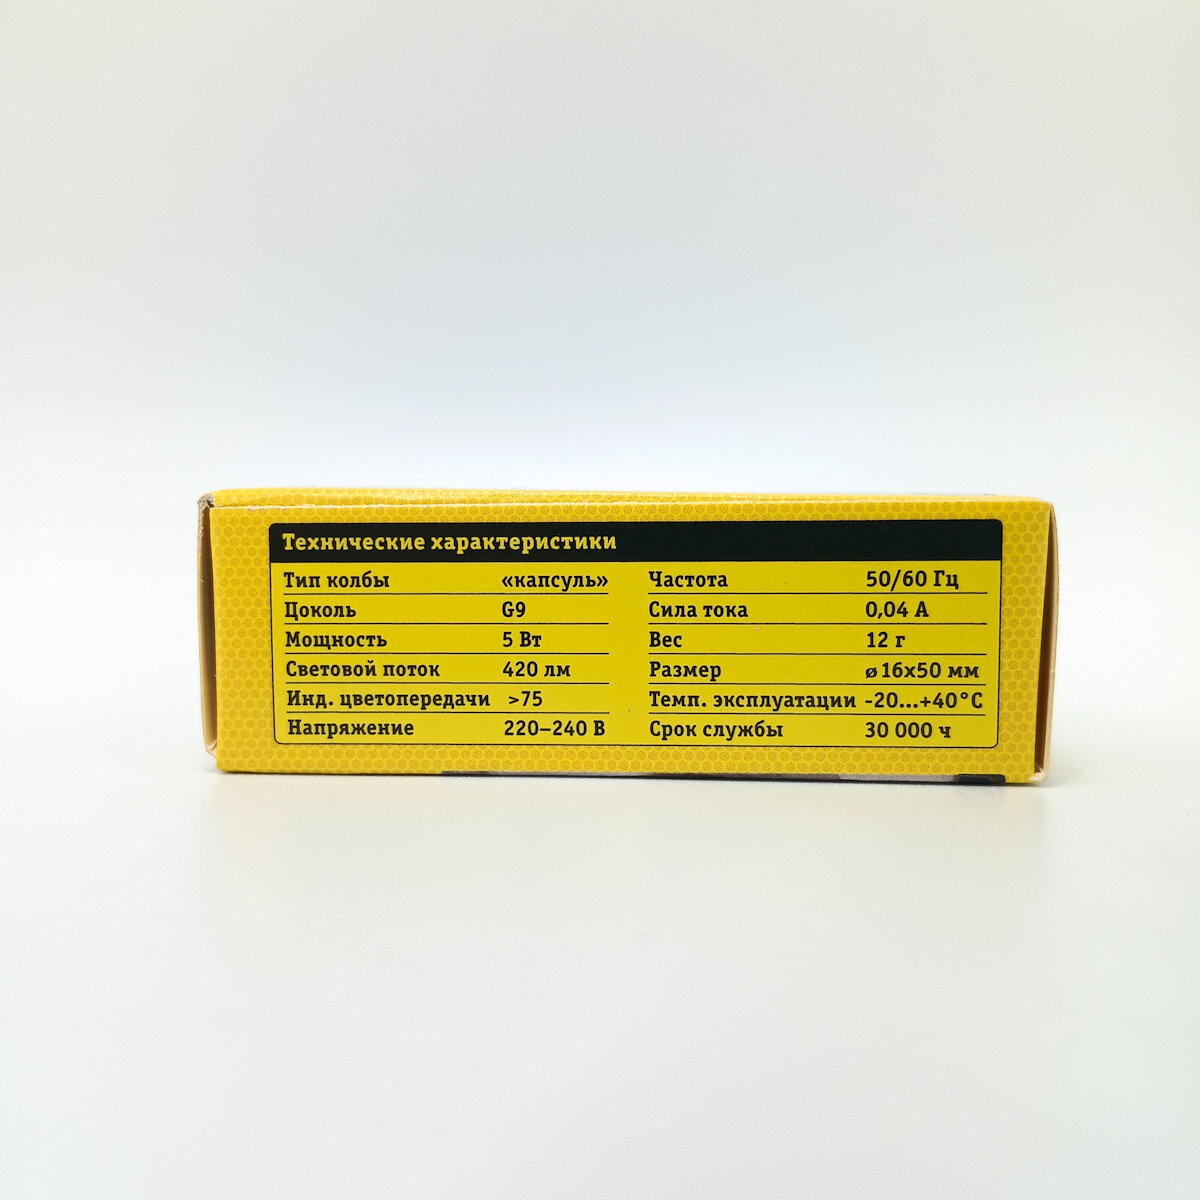 Технические характеристики
Тип колбы «капсуль»
Цоколь G9
Мощность 5 Вт
Световой поток 420 лм
Инд. цветопередачи >75
Напряжение 220–240 В
Частота 50/60 Гц
Сила тока 0,04 А
Вес 12 г
Размер ø16х50 мм
Темп. эксплуатации -20...+40°С
Срок службы 30 000 ч